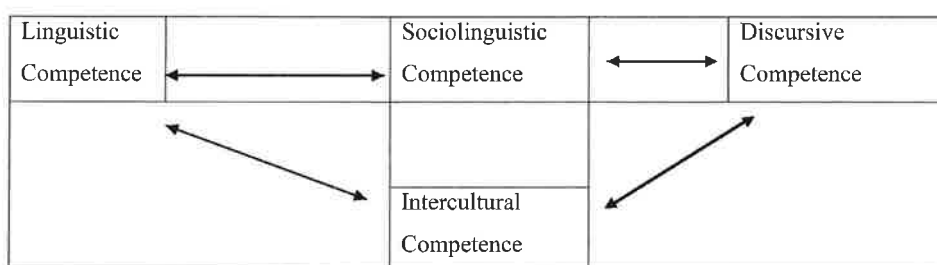 Linguistic
Competence
Sociolinguistic
Competence
Discursive
Competence
Intercultural
Competence